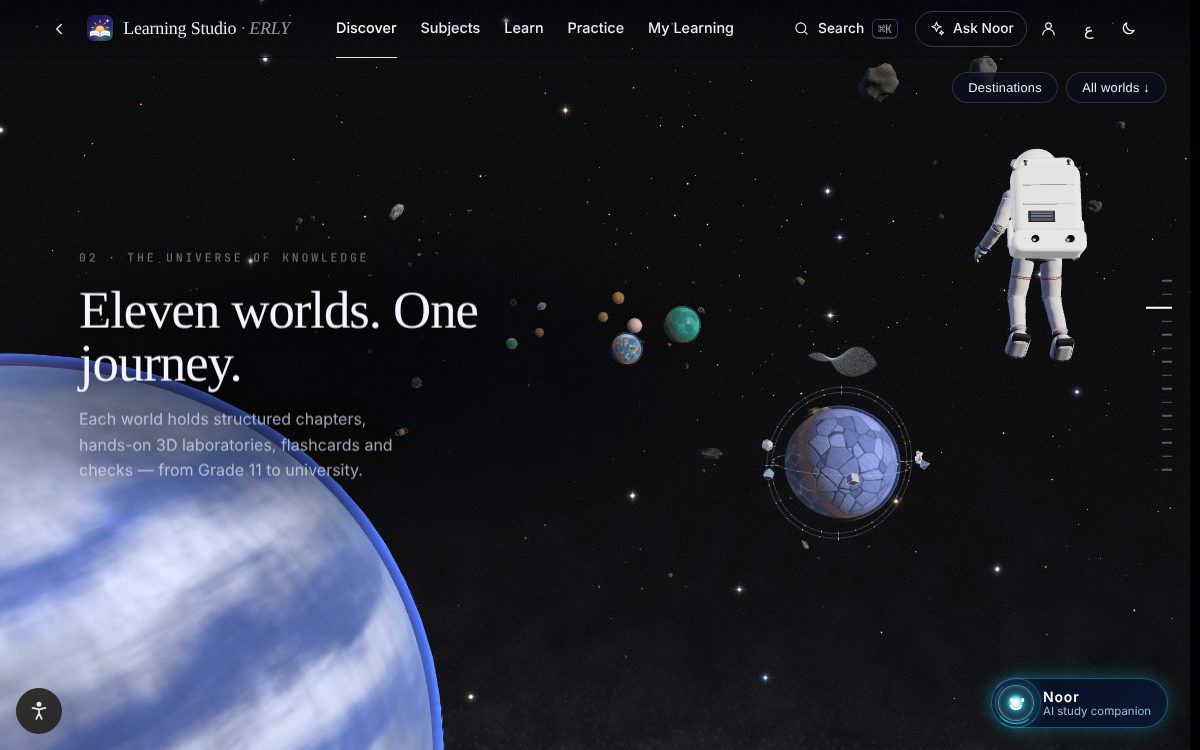 Learning Studio · ERLY
Discover
Subjects
Learn
Practice
My Learning
Search
⌘K
Ask Noor
ع
Destinations
All worlds ↓
02 · THE UNIVERSE OF KNOWLEDGE
Eleven worlds. One
journey.
Each world holds structured chapters,
hands-on 3D laboratories, flashcards and
checks — from Grade 11 to university.
Noor
AI study companion